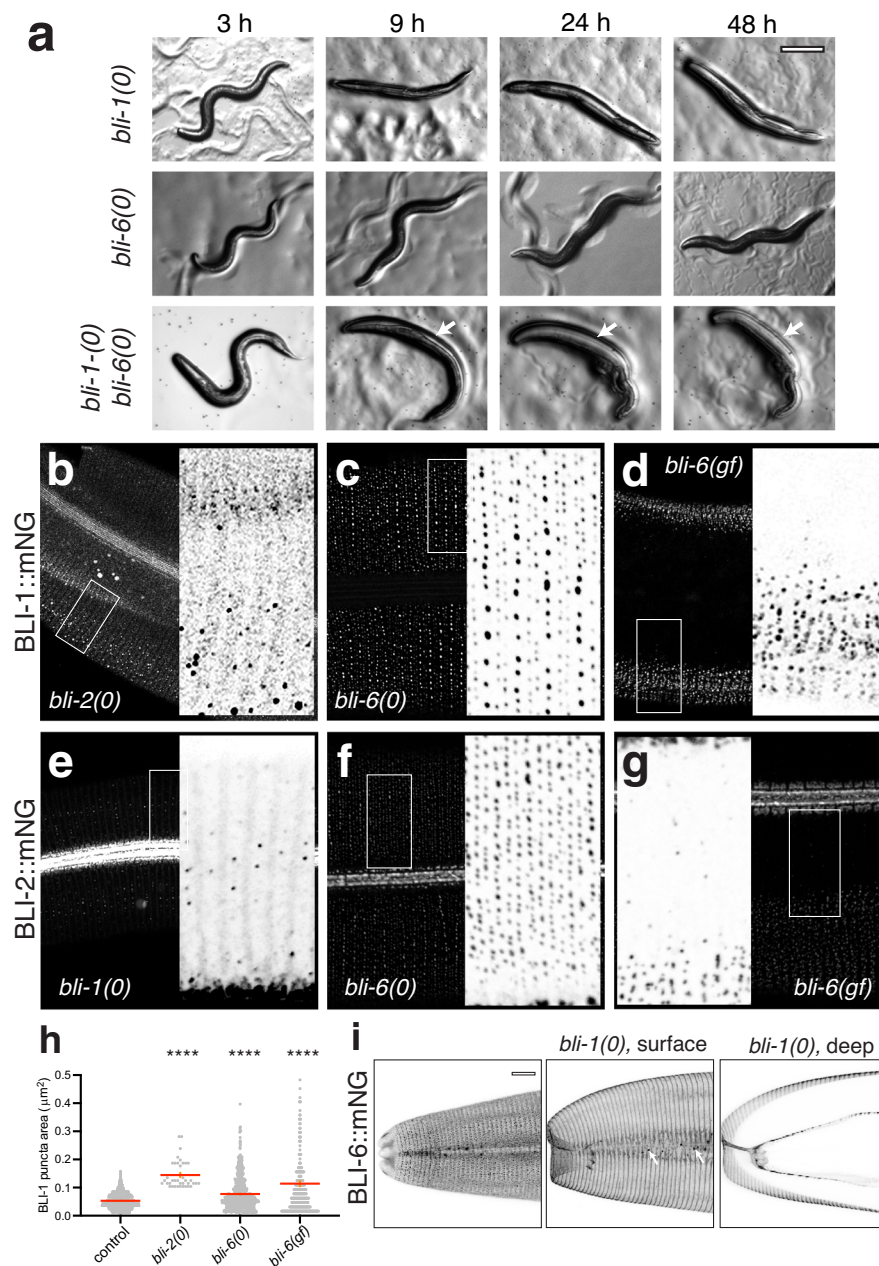 a
3 h 9 h 24 h 48 h
bli-1(0)
bli-6(0)
bli-1-(0)
bli-6(0)
BLI-1::mNG
b
bli-2(0)
c
bli-6(0)
d
bli-6(gf)
BLI-2::mNG
e
bli-1(0)
f
bli-6(0)
g
bli-6(gf)
h
**** **** ****
BLI-1 puncta area (μm2)
0.5
0.4
0.3
0.2
0.1
0.0
control
bli-2(0)
bli-6(0)
bli-6(gf)
i
bli-1(0), surface
bli-1(0), deep
BLI-6::mNG